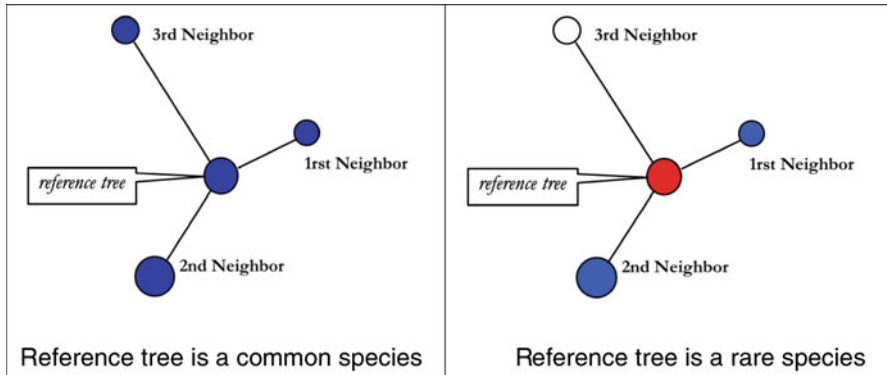 3rd Neighbor
1rst Neighbor
reference tree
2nd Neighbor
Reference tree is a common species
3rd Neighbor
1rst Neighbor
reference tree
2nd Neighbor
Reference tree is a rare species